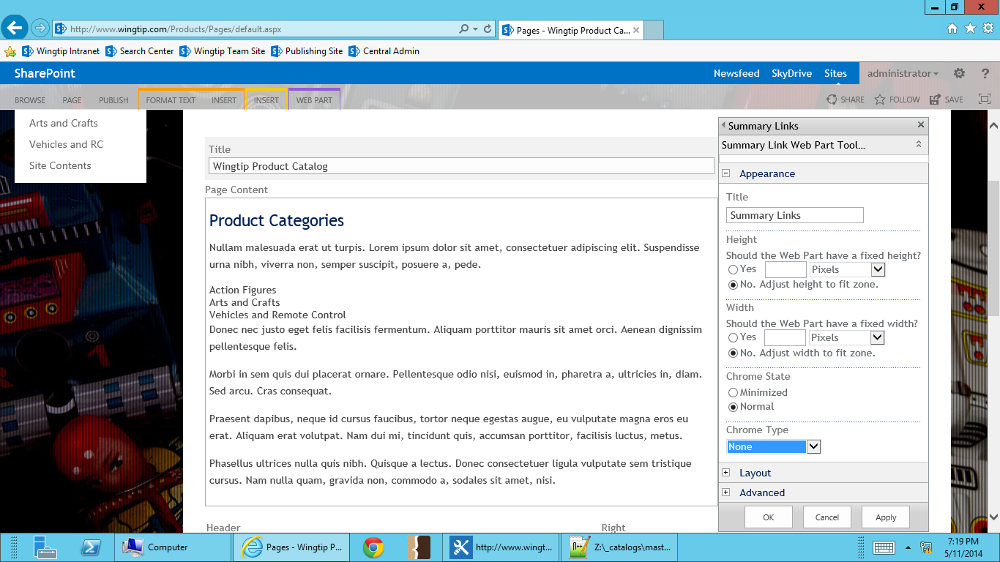 http://www.wingtip.com/Products/Pages/default.aspx
Pages - Wingtip Product Ca...
Wingtip Intranet
Search Center
Wingtip Team Site
Publishing Site
Central Admin
SharePoint
Newsfeed
SkyDrive
Sites
administrator
?
BROWSE
PAGE
PUBLISH
FORMAT TEXT
INSERT
INSERT
WEB PART
SHARE
FOLLOW
SAVE
Arts and Crafts
Vehicles and RC
Site Contents
Title
Wingtip Product Catalog
Page Content
Product Categories
Nullam malesuada erat ut turpis. Lorem ipsum dolor sit amet, consectetuer adipiscing elit. Suspendisse
urna nibh, viverra non, semper suscipit, posuere a, pede.
Action Figures
Arts and Crafts
Vehicles and Remote Control
Donec nec justo eget felis facilisis fermentum. Aliquam porttitor mauris sit amet orci. Aenean dignissim
pellentesque felis.
Morbi in sem quis dui placerat ornare. Pellentesque odio nisi, euismod in, pharetra a, ultricies in, diam.
Sed arcu. Cras consequat.
Praesent dapibus, neque id cursus faucibus, tortor neque egestas augue, eu vulputate magna eros eu
erat. Aliquam erat volutpat. Nam dui mi, tincidunt quis, accumsan porttitor, facilisis luctus, metus.
Phasellus ultrices nulla quis nibh. Quisque a lectus. Donec consectetuer ligula vulputate sem tristique
cursus. Nam nulla quam, gravida non, commodo a, sodales sit amet, nisi.
Header
Right
Summary Links
Summary Link Web Part Tool...
Appearance
Title
Summary Links
Height
Should the Web Part have a fixed height?
Yes
Pixels
No. Adjust height to fit zone.
Width
Should the Web Part have a fixed width?
Yes
Pixels
No. Adjust width to fit zone.
Chrome State
Minimized
Normal
Chrome Type
None
Layout
Advanced
OK
Cancel
Apply
Computer
Pages - Wingtip P...
http://www.wingt...
Z:\_catalogs\mast...
7:19 PM
5/11/2014